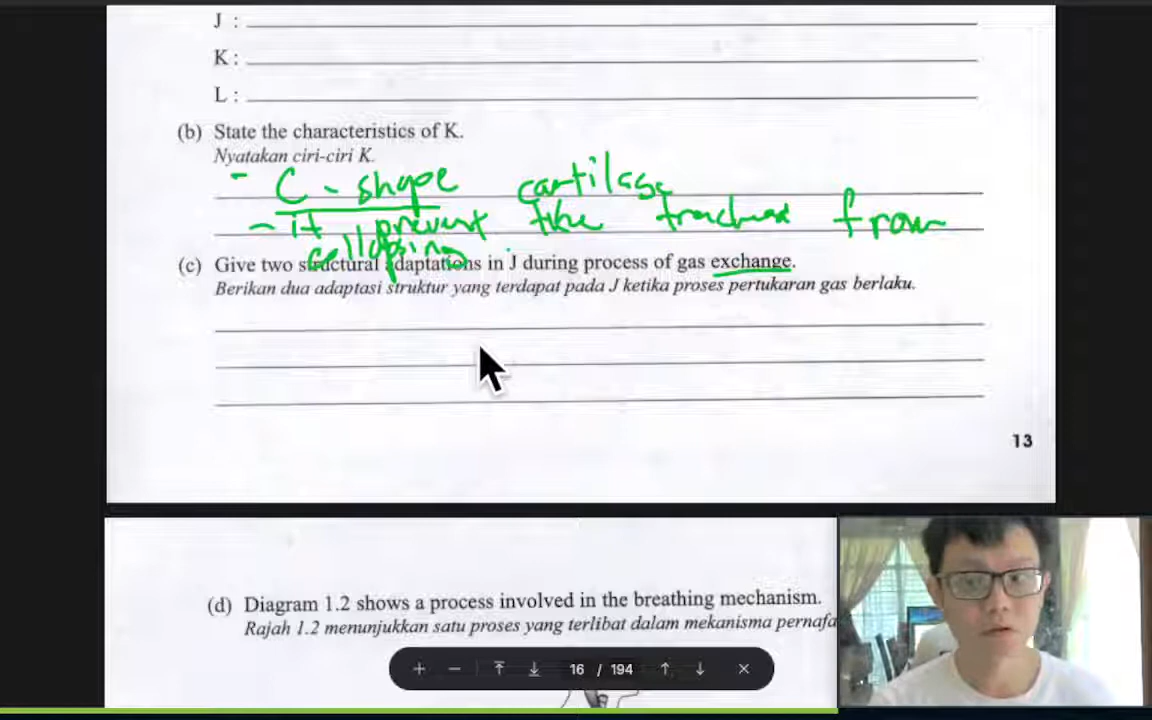 J :
K :
L :
(b) State the characteristics of K.
Nyatakan ciri-ciri K.
- C - shape cartilage
- it prevent the trachea from
collapsing
(c) Give two structural adaptations in J during process of gas exchange.
Berikan dua adaptasi struktur yang terdapat pada J ketika proses pertukaran gas berlaku.
13
(d) Diagram 1.2 shows a process involved in the breathing mechanism.
Rajah 1.2 menunjukkan satu proses yang terlibat dalam mekanisma pernafa
16 / 194